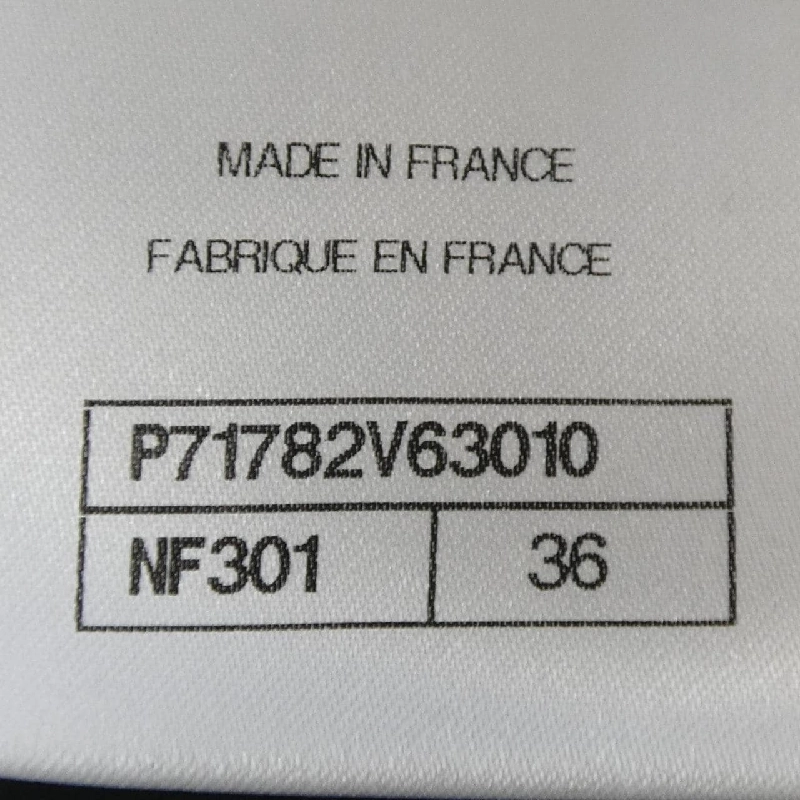 MADE IN FRANCE
FABRIQUE EN FRANCE
P71782V63010
NF301 36